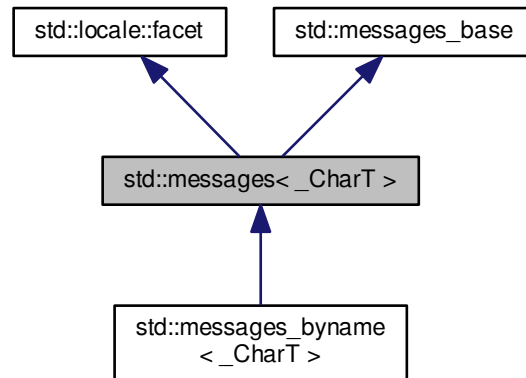 std::locale::facet
std::messages_base
std::messages< _CharT >
std::messages_byname
< _CharT >